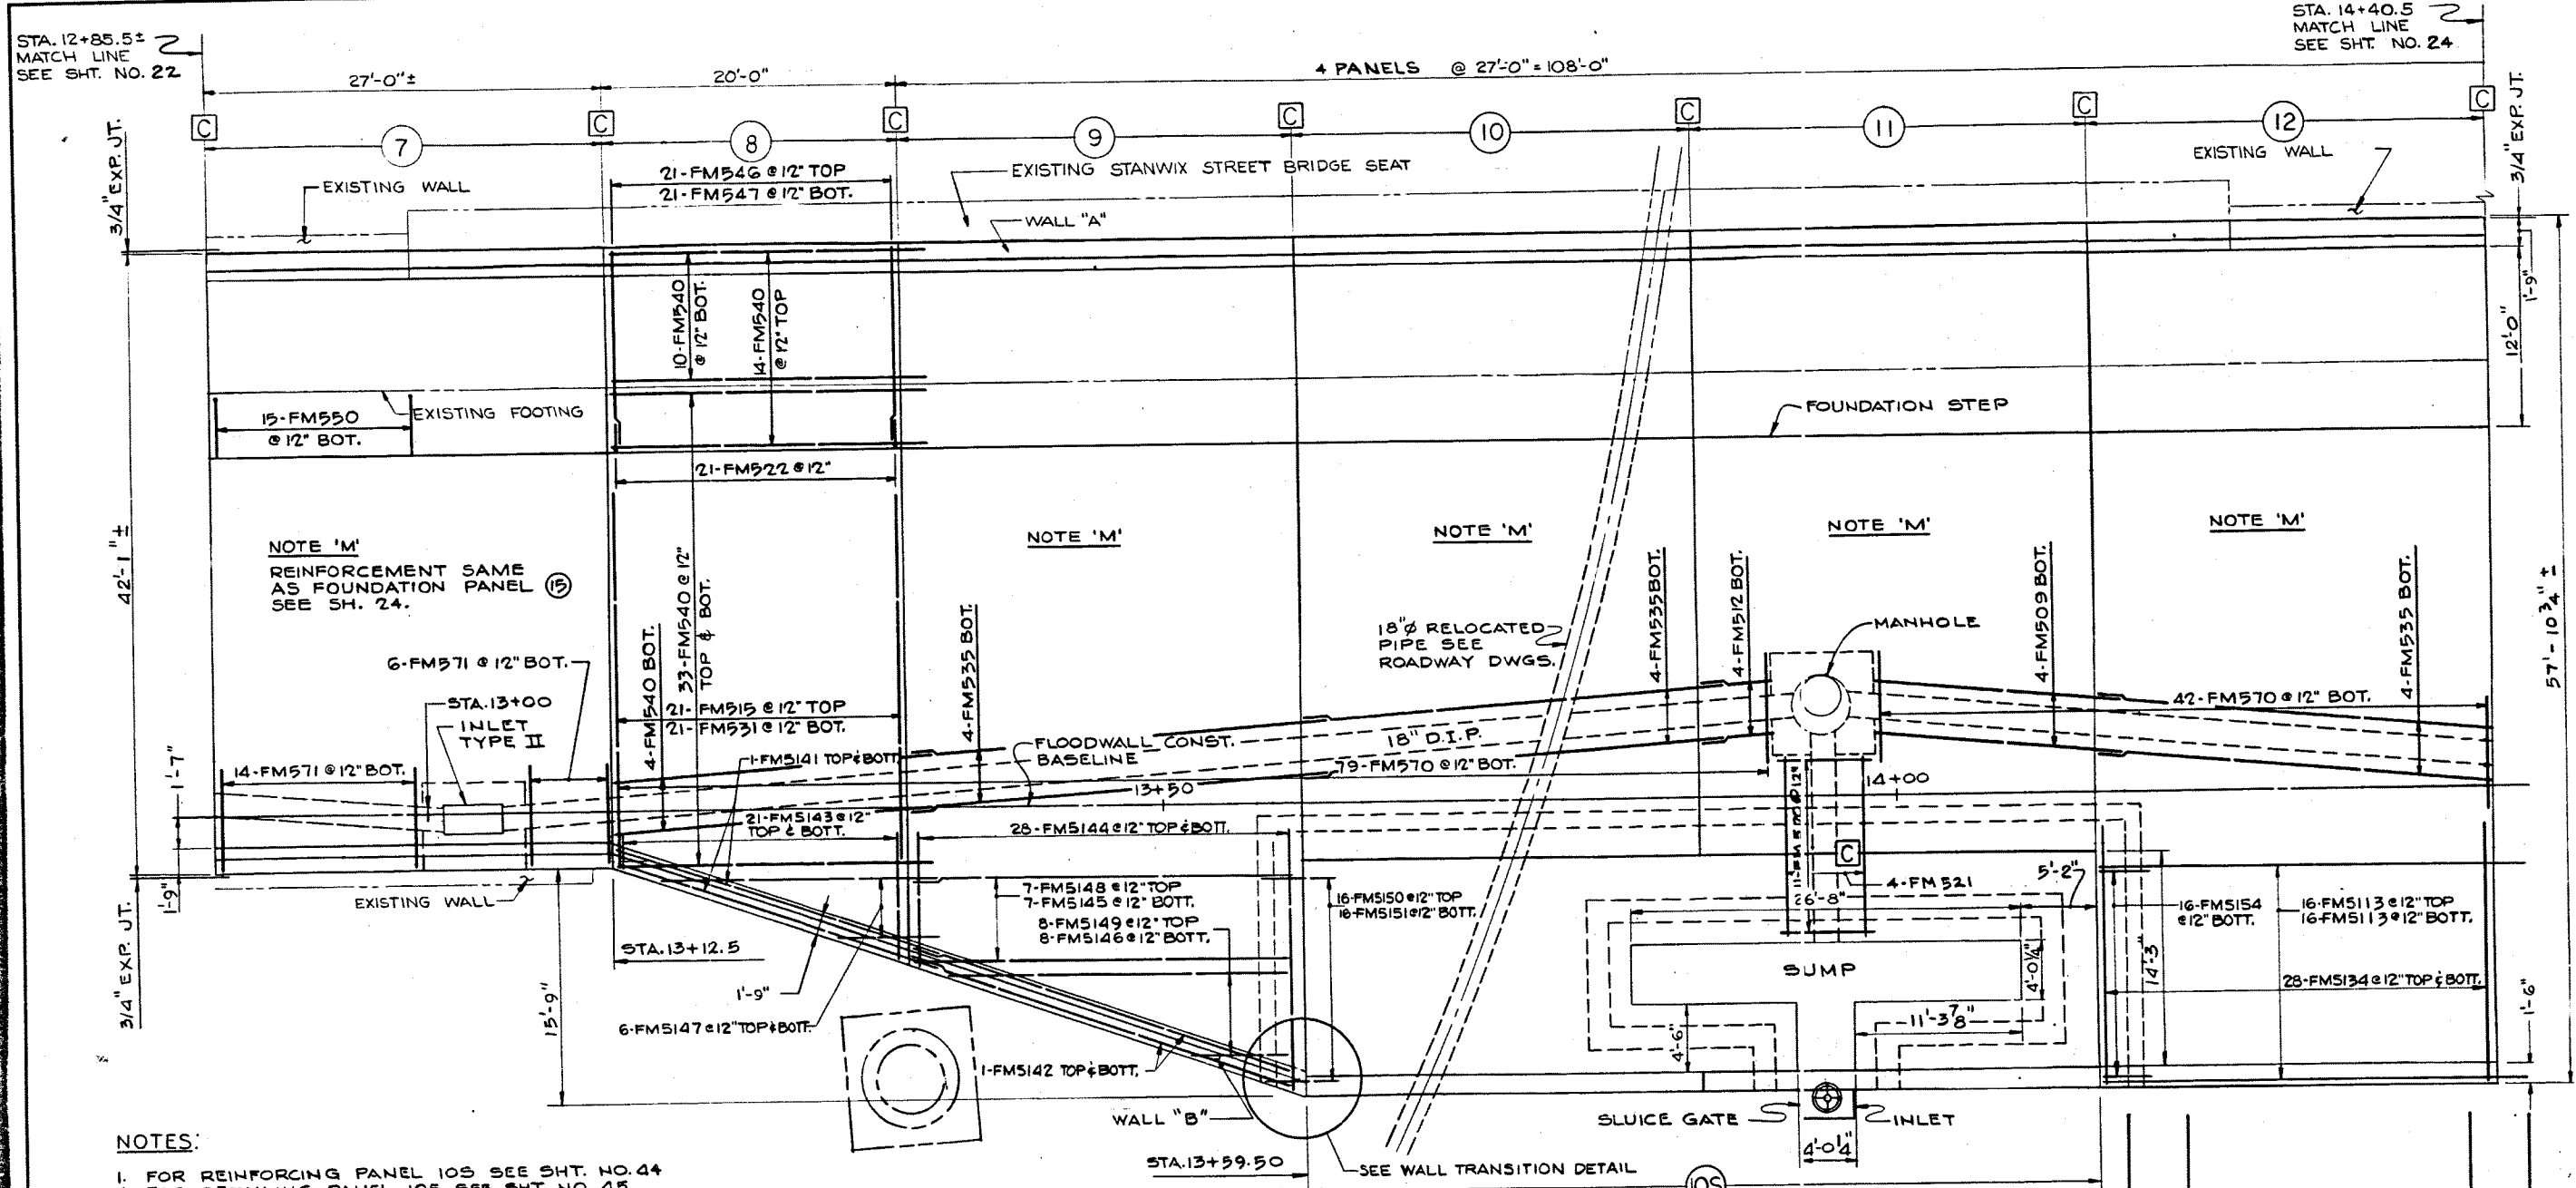 STA. 12+85.5±
MATCH LINE
SEE SHT. NO. 22
STA. 14+40.5
MATCH LINE
SEE SHT. NO. 24
27'-0"±
20'-0"
4 PANELS @ 27'-0" = 108'-0"
C
C
C
C
C
C
C
7
8
9
10
11
12
3/4" EXP. JT.
3/4" EXP. JT.
EXISTING WALL
21-FM546 @ 12" TOP
21-FM547 @ 12" BOT.
EXISTING STANWIX STREET BRIDGE SEAT
EXISTING WALL
WALL "A"
10-FM540
@ 12" BOT.
14-FM540
@ 12" TOP
1'-9"
12'-0"
15-FM550
@ 12" BOT.
EXISTING FOOTING
FOUNDATION STEP
21-FM522 @ 12"
42'-1" ±
57'-10 3/4" ±
NOTE 'M'
REINFORCEMENT SAME
AS FOUNDATION PANEL 15
SEE SH. 24.
NOTE 'M'
NOTE 'M'
NOTE 'M'
NOTE 'M'
33-FM540 @ 12"
TOP & BOT.
4-FM540 BOT.
4-FM535 BOT.
4-FM535 BOT.
4-FM512 BOT.
4-FM509 BOT.
4-FM535 BOT.
18"Ø RELOCATED
PIPE SEE
ROADWAY DWGS.
MANHOLE
6-FM571 @ 12" BOT.
STA. 13+00
INLET
TYPE II
21-FM515 @ 12" TOP
21-FM531 @ 12" BOT.
42-FM570 @ 12" BOT.
FLOODWALL CONST.
BASELINE
18" D.I.P.
1-FM5141 TOP & BOTT.
79-FM570 @ 12" BOT.
14-FM571 @ 12" BOT.
1'-7"
13+50
14+00
21-FM5143 @ 12"
TOP & BOTT.
28-FM5144 @ 12" TOP & BOTT.
C
1'-9"
EXISTING WALL
3/4" EXP. JT.
7-FM5148 @ 12" TOP
7-FM5145 @ 12" BOTT.
8-FM5149 @ 12" TOP
8-FM5146 @ 12" BOTT.
16-FM5150 @ 12" TOP
16-FM5151 @ 12" BOTT.
4-FM521
5'-2"
26'-8"
16-FM5154
@ 12" BOTT.
16-FM5113 @ 12" TOP
16-FM5113 @ 12" BOTT.
STA. 13+12.5
SUMP
4'-0 1/4"
14'-3"
28-FM5134 @ 12" TOP & BOTT.
1'-6"
1'-9"
15'-9"
6-FM5147 @ 12" TOP & BOTT.
11'-3 7/8"
4'-6"
1-FM5142 TOP & BOTT.
WALL "B"
SLUICE GATE
INLET
4'-0 1/4"
STA. 13+59.50
SEE WALL TRANSITION DETAIL
10S
NOTES:
1. FOR REINFORCING PANEL 10S SEE SHT. NO. 44